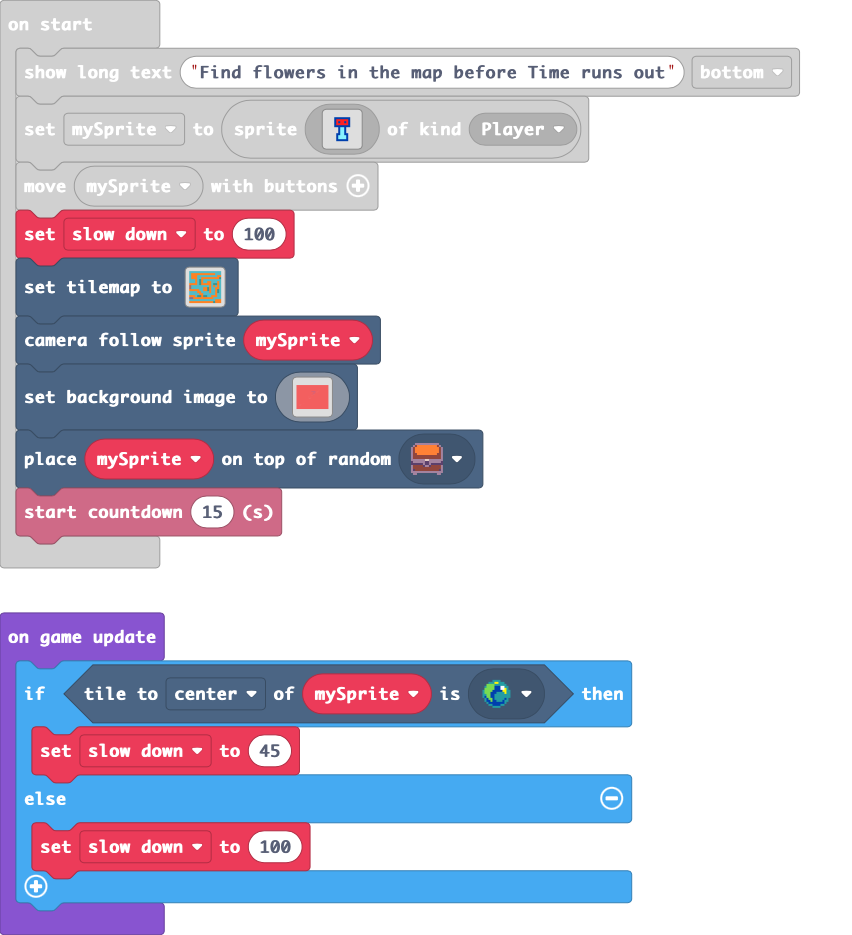 on start
show long text "Find flowers in the map before Time runs out" bottom
set mySprite to sprite of kind Player
move mySprite with buttons
set slow down to 100
set tilemap to
camera follow sprite mySprite
set background image to
place mySprite on top of random
start countdown 15 (s)
on game update
if tile to center of mySprite is then
set slow down to 45
else
set slow down to 100